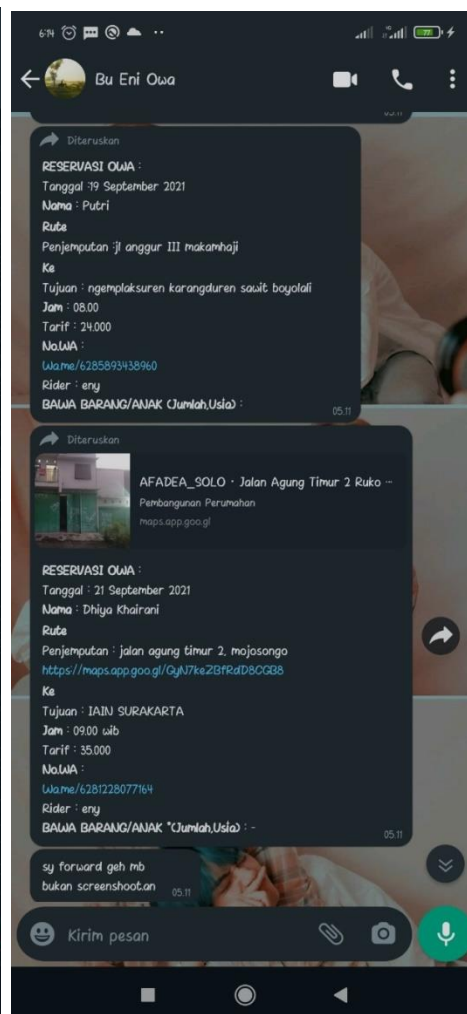 6:14
77
Bu Eni Owa
05.11
Diteruskan
RESERVASI OWA :
Tanggal :19 September 2021
Nama : Putri
Rute
Penjemputan :jl anggur III makamhaji
Ke
Tujuan : ngemplaksuren karangduren sawit boyolali
Jam : 08.00
Tarif : 24.000
No.WA :
Wa.me/6285893438960
Rider : eny
BAWA BARANG/ANAK (Jumlah,Usia) :
05.11
Diteruskan
AFADEA_SOLO · Jalan Agung Timur 2 Ruko ...
Pembangunan Perumahan
maps.app.goo.gl
RESERVASI OWA :
Tanggal : 21 September 2021
Nama : Dhiya Khairani
Rute
Penjemputan : jalan agung timur 2, mojosongo
https://maps.app.goo.gl/GyN7keZBfRdD8CGB8
Ke
Tujuan : IAIN SURAKARTA
Jam : 09.00 wib
Tarif : 35.000
No.WA :
Wa.me/6281228077164
Rider : eny
BAWA BARANG/ANAK *(Jumlah,Usia) : -
05.11
sy forward geh mb
bukan screenshoot.an
05.11
Kirim pesan